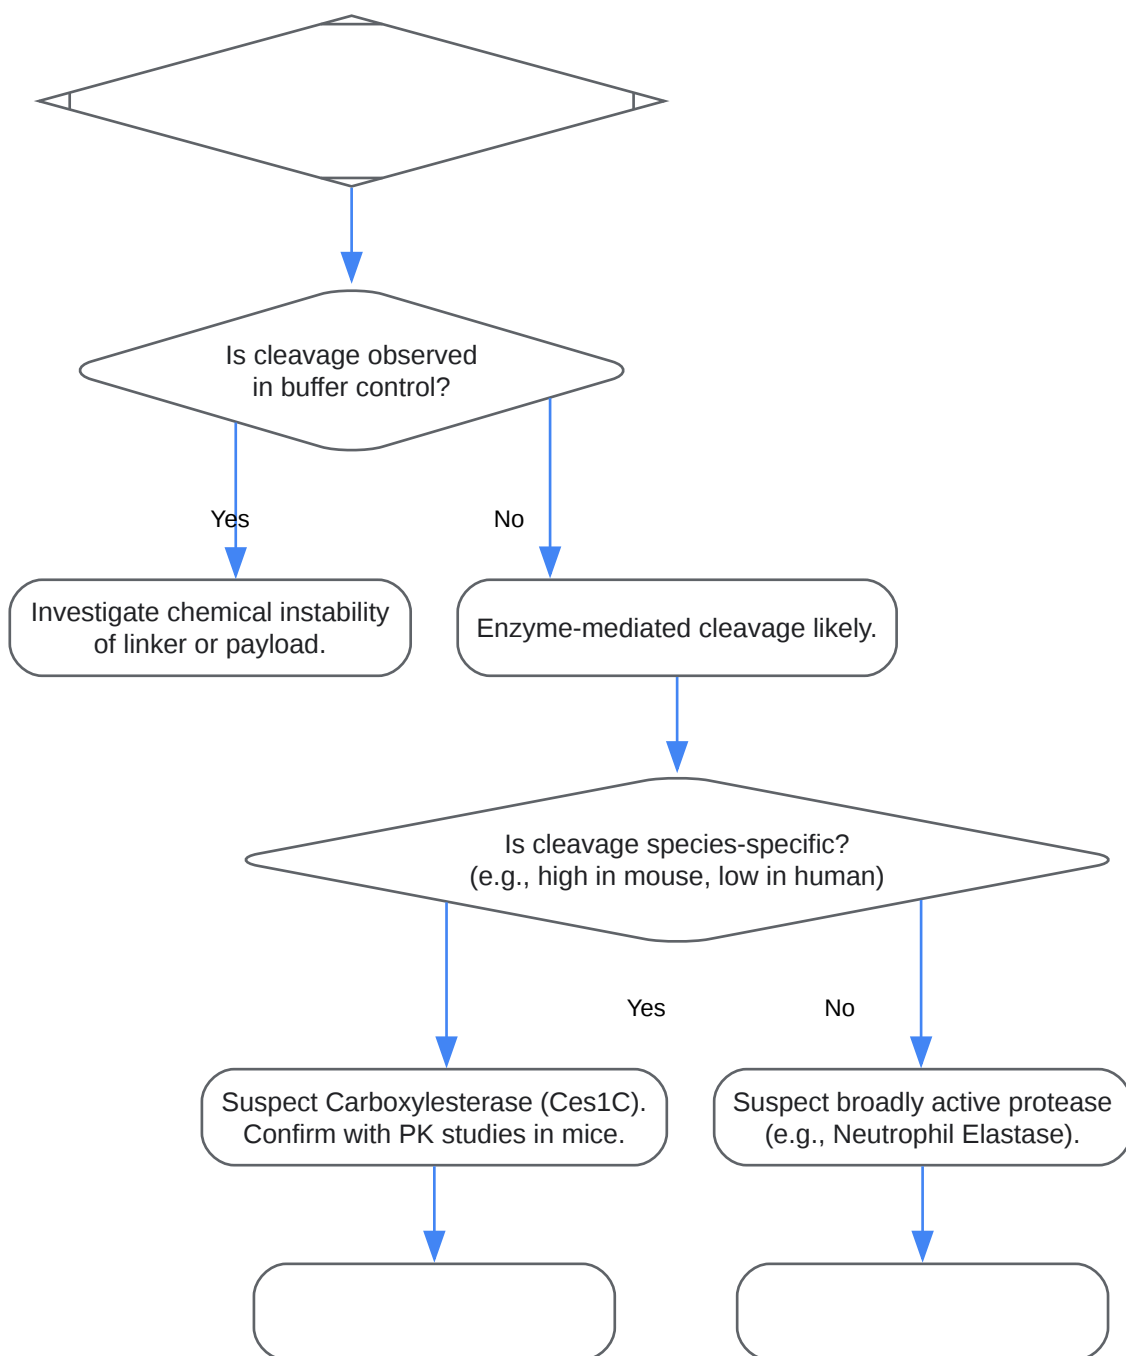 Is cleavage observed
in buffer control?
Yes
No
Investigate chemical instability
of linker or payload.
Enzyme-mediated cleavage likely.
Is cleavage species-specific?
(e.g., high in mouse, low in human)
Yes
No
Suspect Carboxylesterase (Ces1C).
Confirm with PK studies in mice.
Suspect broadly active protease
(e.g., Neutrophil Elastase).